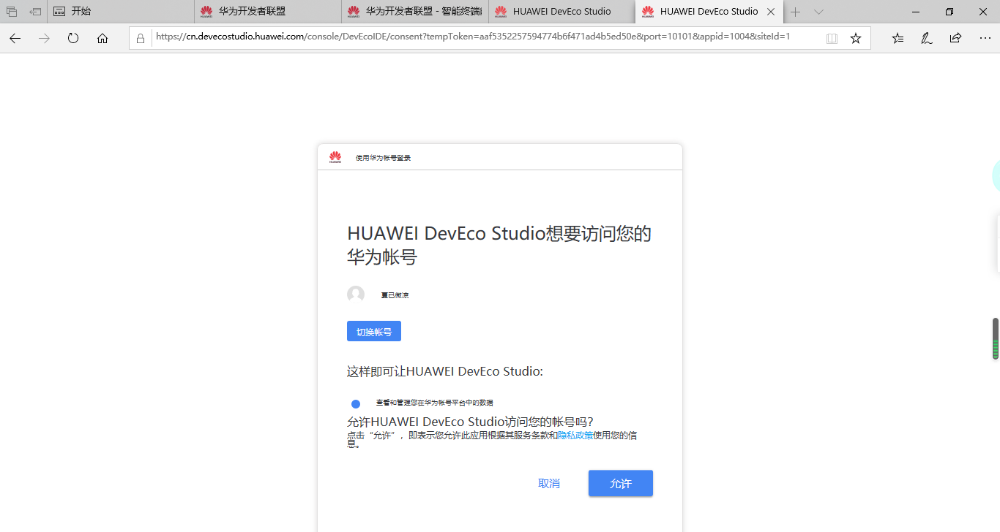 开始
华为开发者联盟
华为开发者联盟 - 智能终端
HUAWEI DevEco Studio
HUAWEI DevEco Studio
https://cn.devecostudio.huawei.com/console/DevEcoIDE/consent?tempToken=aaf5352257594774b6f471ad4b5ed50e&port=10101&appid=1004&siteId=1
HUAWEI
使用华为帐号登录
HUAWEI DevEco Studio想要访问您的
华为帐号
夏已微凉
切换帐号
这样即可让HUAWEI DevEco Studio:
查看和管理您在华为帐号平台中的数据
允许HUAWEI DevEco Studio访问您的帐号吗?
点击“允许”，即表示您允许此应用根据其服务条款和隐私政策使用您的信
息。
取消
允许